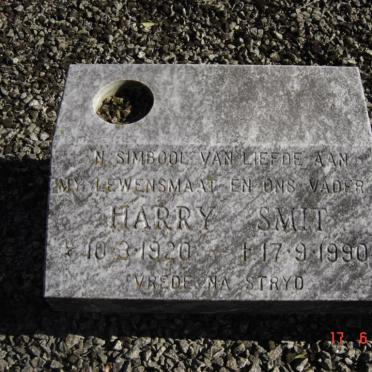 'N SIMBOOL VAN LIEFDE AAN
MY LEWENSMAAT EN ONS VADER
HARRY SMIT
* 10·3·1920 — †17·9·1990
VREDE NA STRYD
17 6